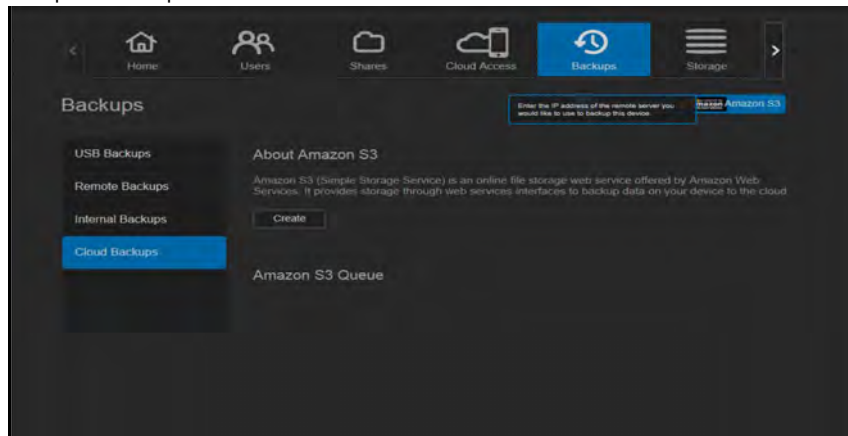 Home
Users
Shares
Cloud Access
Backups
Storage
Backups
Enter the IP address of the remote server you
would like to use to backup this device.
amazon Amazon S3
USB Backups
Remote Backups
Internal Backups
Cloud Backups
About Amazon S3
Amazon S3 (Simple Storage Service) is an online file storage web service offered by Amazon Web
Services. It provides storage through web services interfaces to backup data on your device to the cloud
Create
Amazon S3 Queue